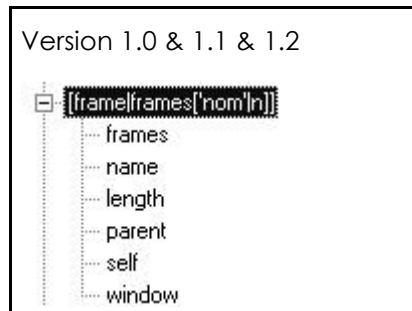 Version 1.0 & 1.1 & 1.2
[frame|frames['nom'|n]]
frames
name
length
parent
self
window